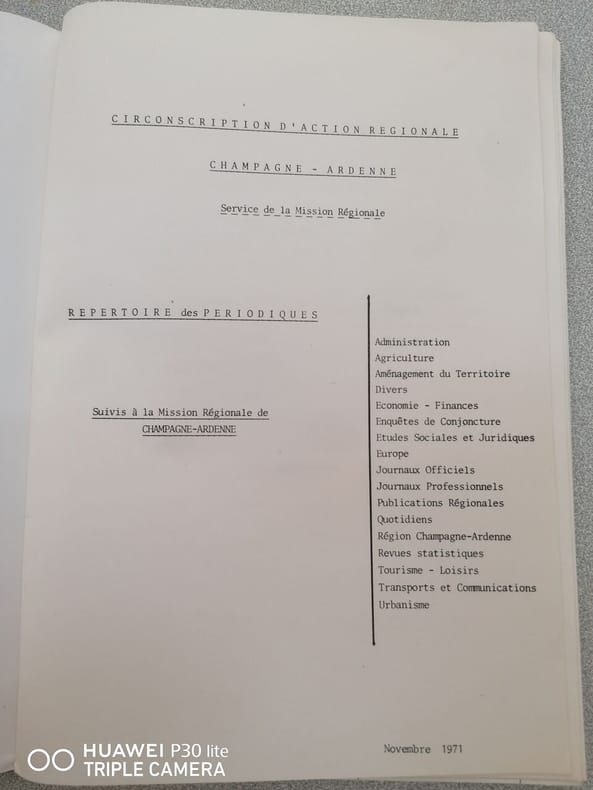 CIRCONSCRIPTION D'ACTION REGIONALE
CHAMPAGNE - ARDENNE
Service de la Mission Régionale
REPERTOIRE des PERIODIQUES
Suivis à la Mission Régionale de
CHAMPAGNE-ARDENNE
Administration
Agriculture
Aménagement du Territoire
Divers
Economie - Finances
Enquêtes de Conjoncture
Etudes Sociales et Juridiques
Europe
Journaux Officiels
Journaux Professionnels
Publications Régionales
Quotidiens
Région Champagne-Ardenne
Revues statistiques
Tourisme - Loisirs
Transports et Communications
Urbanisme
Novembre 1971
HUAWEI P30 lite
TRIPLE CAMERA